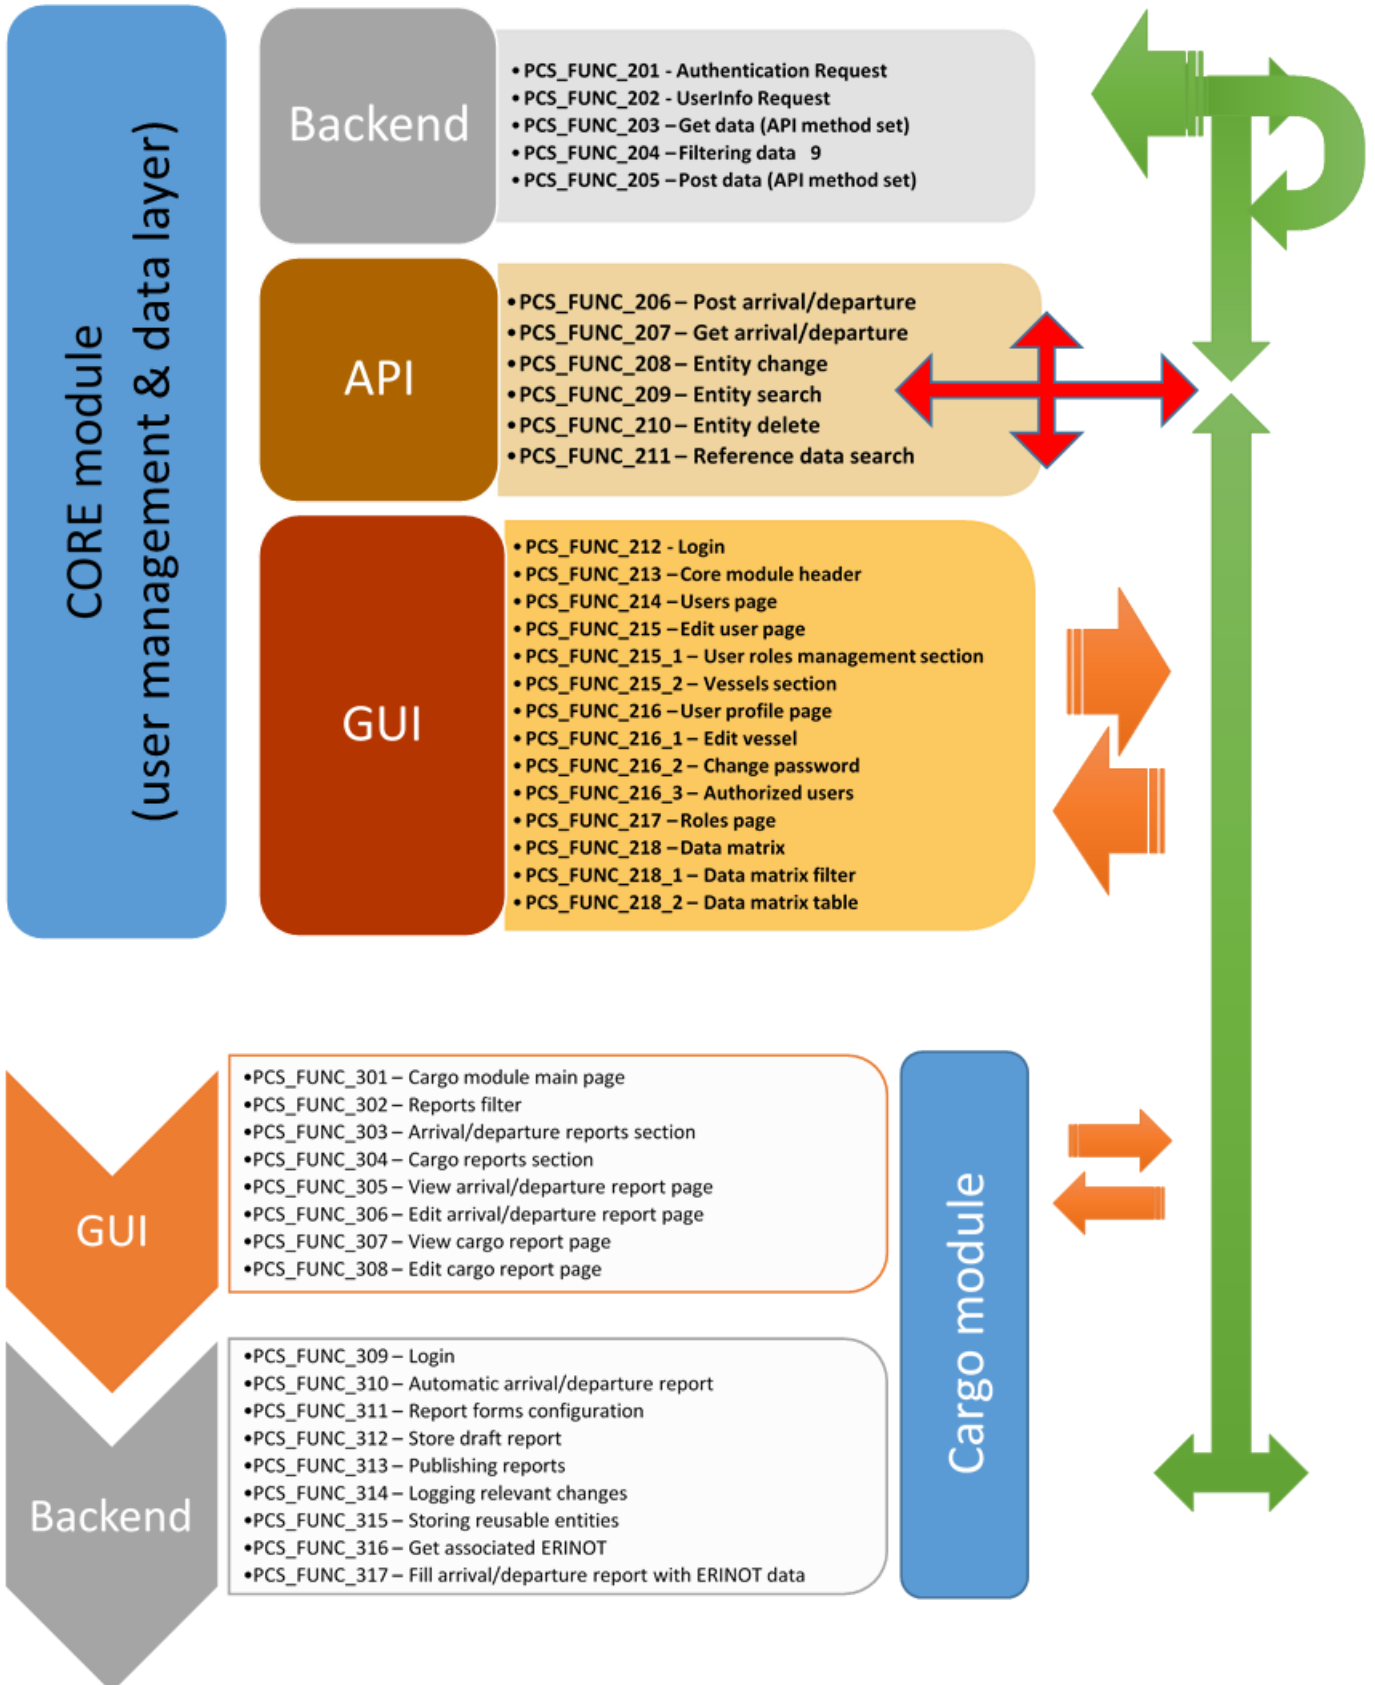 CORE module
(user management & data layer)
Backend
• PCS_FUNC_201 - Authentication Request
• PCS_FUNC_202 - UserInfo Request
• PCS_FUNC_203 – Get data (API method set)
• PCS_FUNC_204 – Filtering data 9
• PCS_FUNC_205 – Post data (API method set)
API
•PCS_FUNC_206 – Post arrival/departure
•PCS_FUNC_207 – Get arrival/departure
•PCS_FUNC_208 – Entity change
•PCS_FUNC_209 – Entity search
•PCS_FUNC_210 – Entity delete
•PCS_FUNC_211 – Reference data search
GUI
• PCS_FUNC_212 - Login
• PCS_FUNC_213 – Core module header
• PCS_FUNC_214 – Users page
• PCS_FUNC_215 – Edit user page
• PCS_FUNC_215_1 – User roles management section
• PCS_FUNC_215_2 – Vessels section
• PCS_FUNC_216 – User profile page
• PCS_FUNC_216_1 – Edit vessel
• PCS_FUNC_216_2 – Change password
• PCS_FUNC_216_3 – Authorized users
• PCS_FUNC_217 – Roles page
• PCS_FUNC_218 – Data matrix
• PCS_FUNC_218_1 – Data matrix filter
• PCS_FUNC_218_2 – Data matrix table
GUI
•PCS_FUNC_301 – Cargo module main page
•PCS_FUNC_302 – Reports filter
•PCS_FUNC_303 – Arrival/departure reports section
•PCS_FUNC_304 – Cargo reports section
•PCS_FUNC_305 – View arrival/departure report page
•PCS_FUNC_306 – Edit arrival/departure report page
•PCS_FUNC_307 – View cargo report page
•PCS_FUNC_308 – Edit cargo report page
Backend
•PCS_FUNC_309 – Login
•PCS_FUNC_310 – Automatic arrival/departure report
•PCS_FUNC_311 – Report forms configuration
•PCS_FUNC_312 – Store draft report
•PCS_FUNC_313 – Publishing reports
•PCS_FUNC_314 – Logging relevant changes
•PCS_FUNC_315 – Storing reusable entities
•PCS_FUNC_316 – Get associated ERINOT
•PCS_FUNC_317 – Fill arrival/departure report with ERINOT data
Cargo module